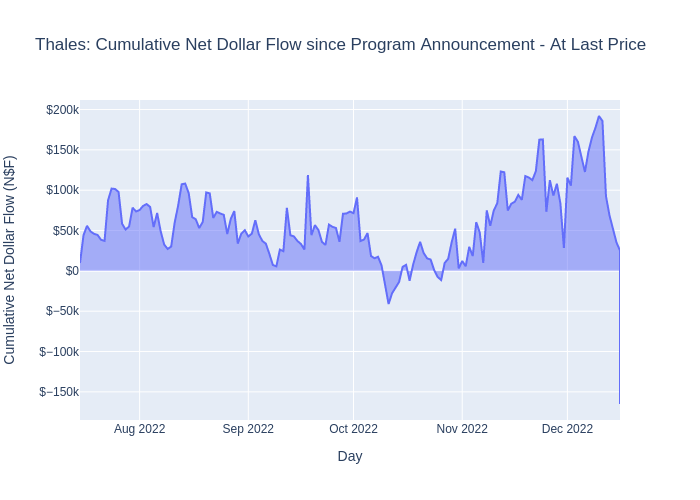 Thales: Cumulative Net Dollar Flow since Program Announcement - At Last Price
Cumulative Net Dollar Flow (N$F)
$200k
$150k
$100k
$50k
$0
$−50k
$−100k
$−150k
Aug 2022
Sep 2022
Oct 2022
Nov 2022
Dec 2022
Day